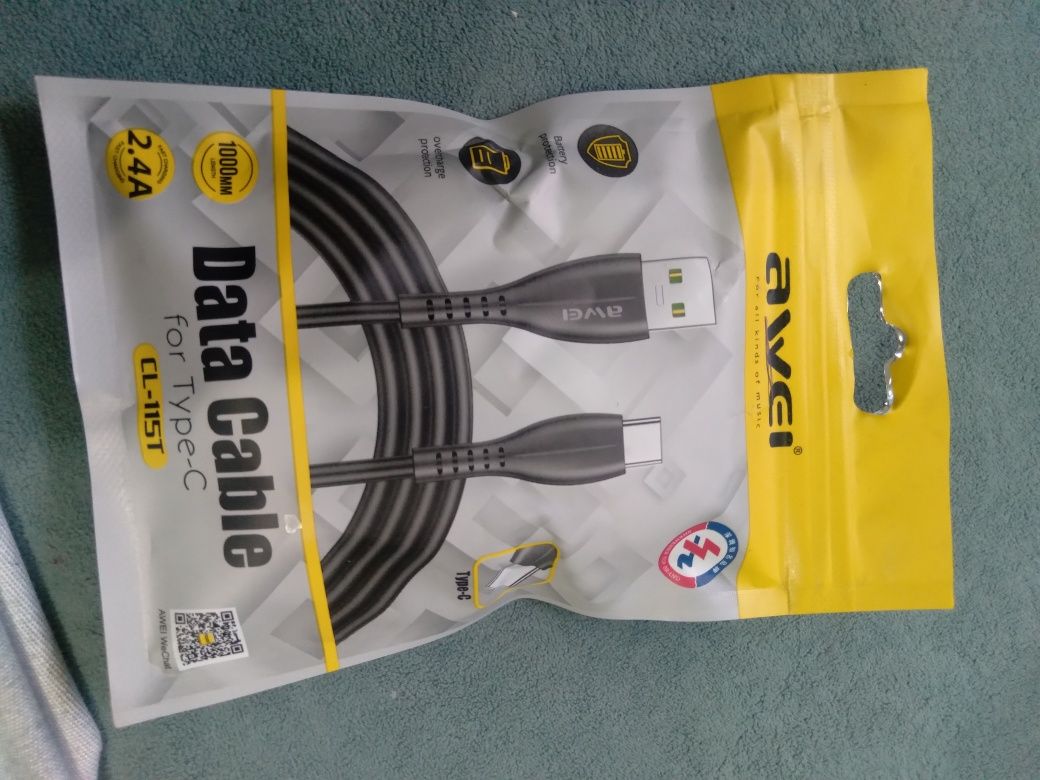 awei®
For all kinds of music
Battery
protection
overcharge
protection
awei
Type-C
1000MM
LENGTH
2.4A
Data Cable
for Type-C
CL-115T
AWEI WeChat